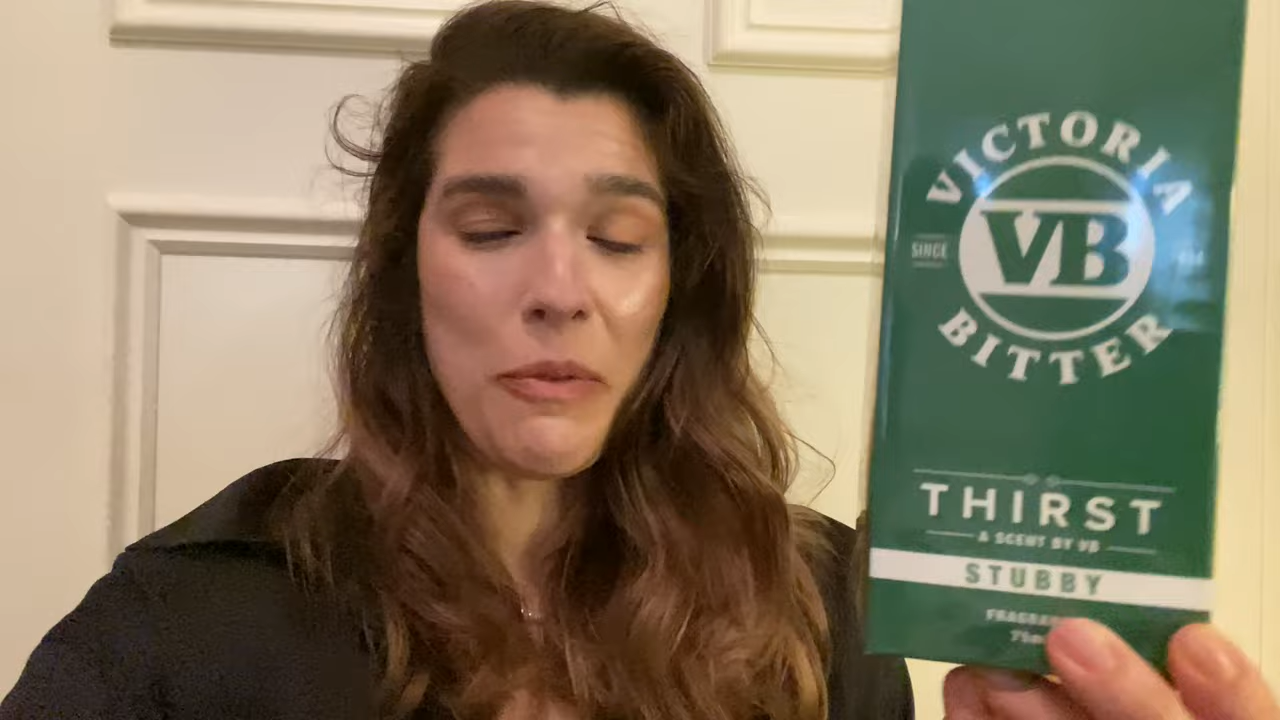 VICTORIA
SINCE
VB
BITTER
THIRST
A SCENT BY VB
STUBBY